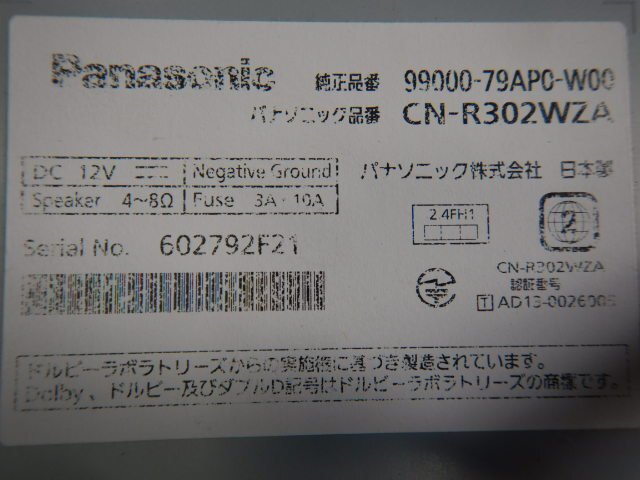 Panasonic 純正品番 99000-79AP0-W00
パナソニック品番 CN-R302WZA
DC 12V Negative Ground
Speaker 4~8Ω Fuse 3A・10A
パナソニック株式会社 日本製
2.4FH1
2
Serial No. 602792F21
CN-R302WZA
認証番号
T AD13-0026005
ドルビーラボラトリーズからの実施権に基づき製造されています。
Dolby、ドルビー及びダブルD記号はドルビーラボラトリーズの商標です。